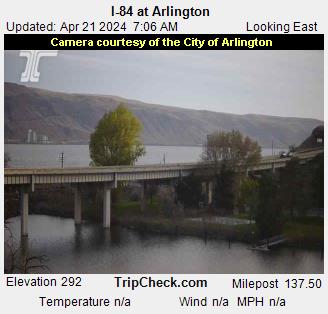 I-84 at Arlington
Updated: Apr 21 2024 7:06 AM Looking East
Camera courtesy of the City of Arlington
Elevation 292 TripCheck.com Milepost 137.50
Temperature n/a Wind n/a MPH n/a